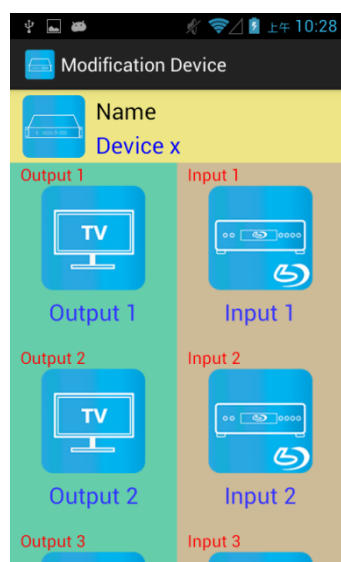 上午 10:28
Modification Device
Name
Device x
Output 1
Input 1
TV
Output 1
Input 1
Output 2
Input 2
TV
Output 2
Input 2
Output 3
Input 3